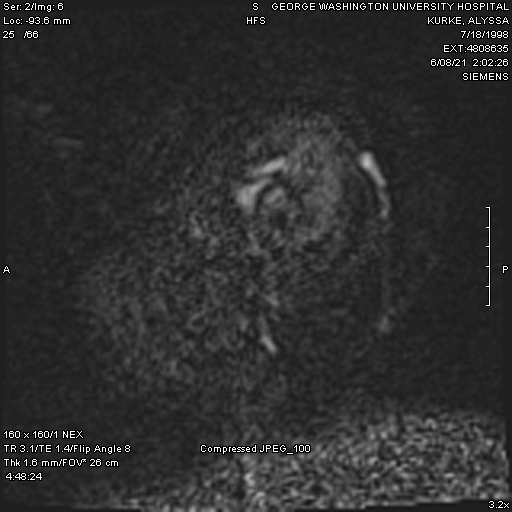 Ser: 2/Img: 6
Loc: -93.6 mm
25 /66
S
HFS
GEORGE WASHINGTON UNIVERSITY HOSPITAL
KURKE, ALYSSA
7/18/1998
EXT:4808635
6/08/21 2:02:26
SIEMENS
A
P
160 x 160/1 NEX
TR 3.1/TE 1.4/Flip Angle 8
Thk 1.6 mm/FOV* 26 cm
4:48:24
Compressed JPEG_100
3.2x